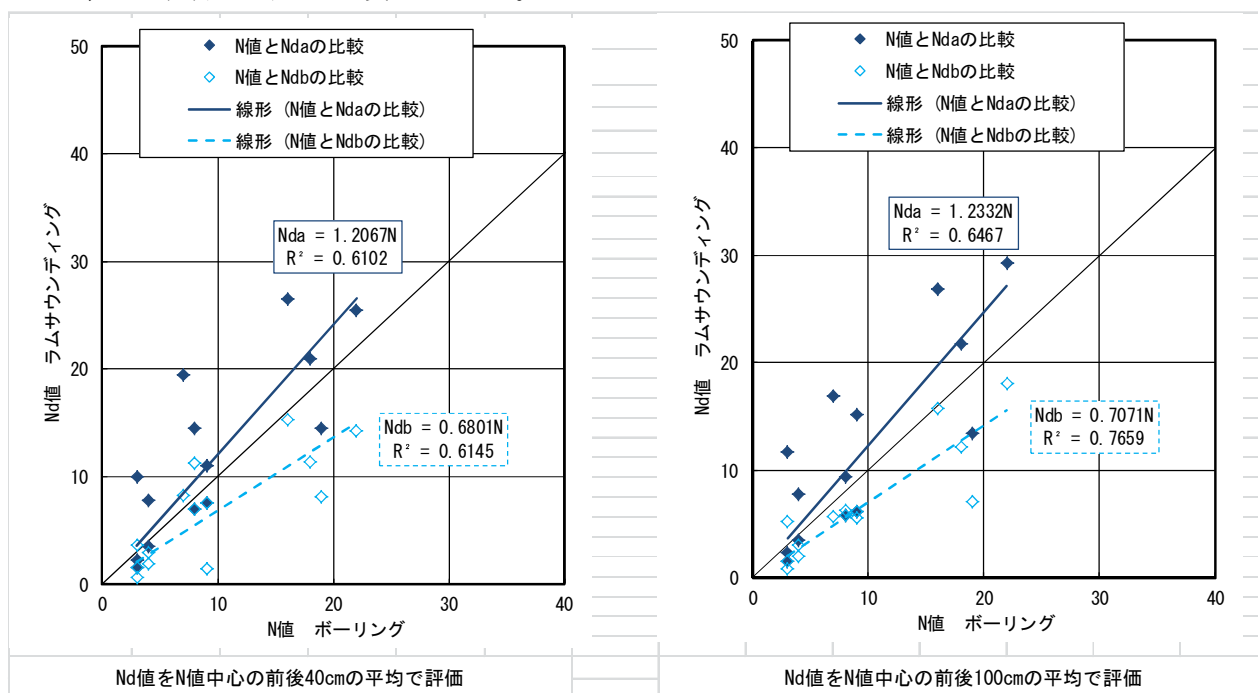 50
40
30
20
10
0
0
10
20
30
40
Nd値 ラムサウンディング
N値 ボーリング
N値とNdaの比較
N値とNdbの比較
線形 (N値とNdaの比較)
線形 (N値とNdbの比較)
Nda = 1.2067N
R² = 0.6102
Ndb = 0.6801N
R² = 0.6145
Nd値をN値中心の前後40cmの平均で評価
50
40
30
20
10
0
0
10
20
30
40
Nd値 ラムサウンディング
N値 ボーリング
N値とNdaの比較
N値とNdbの比較
線形 (N値とNdaの比較)
線形 (N値とNdbの比較)
Nda = 1.2332N
R² = 0.6467
Ndb = 0.7071N
R² = 0.7659
Nd値をN値中心の前後100cmの平均で評価